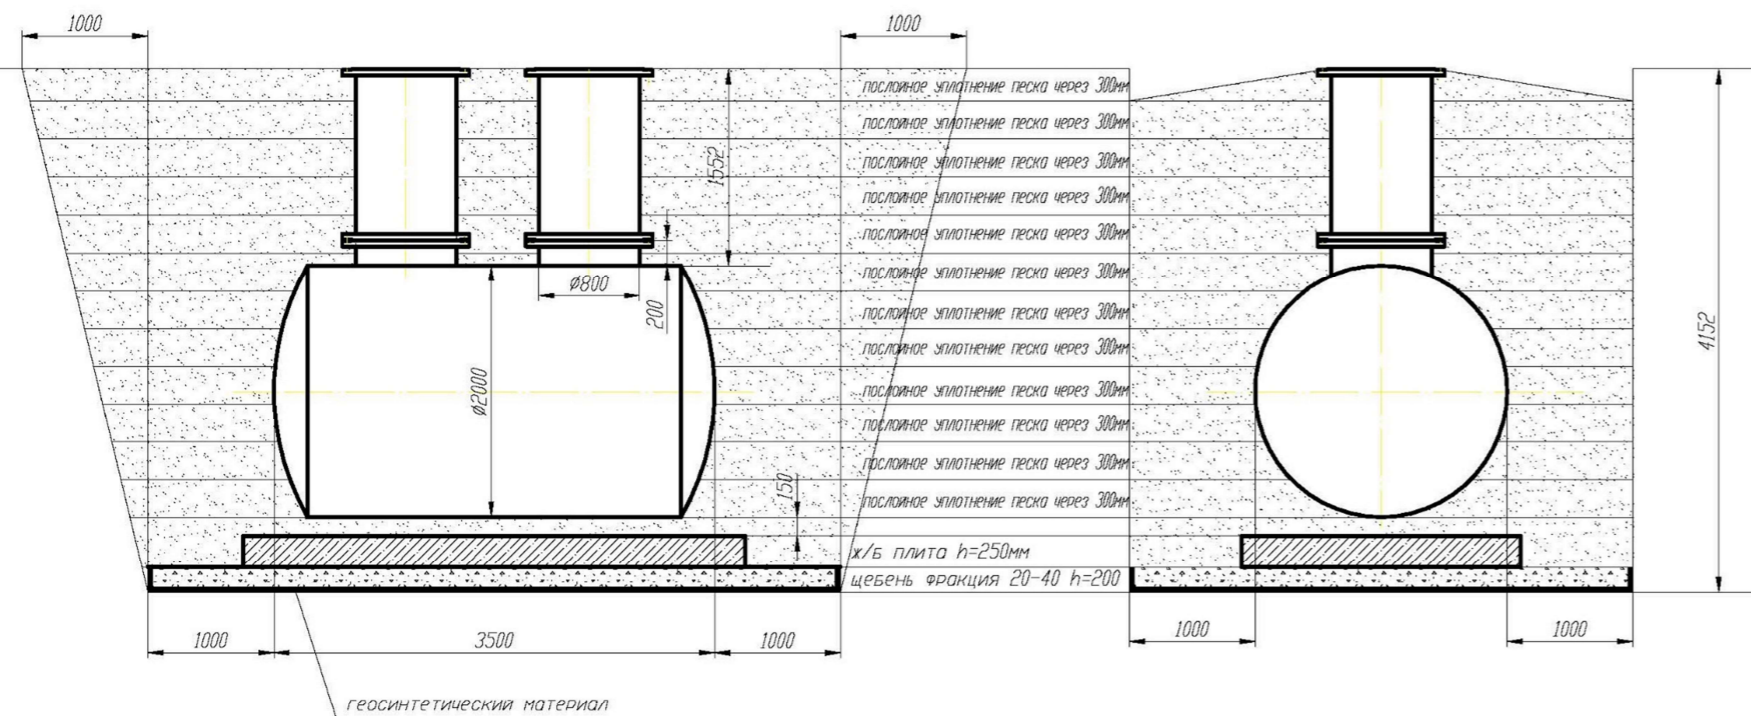 1000
1000
послойное уплотнение песка через 300мм
послойное уплотнение песка через 300мм
послойное уплотнение песка через 300мм
1552
послойное уплотнение песка через 300мм
послойное уплотнение песка через 300мм
послойное уплотнение песка через 300мм
ø800
200
послойное уплотнение песка через 300мм
4152
послойное уплотнение песка через 300мм
ø2000
послойное уплотнение песка через 300мм
послойное уплотнение песка через 300мм
послойное уплотнение песка через 300мм
150
послойное уплотнение песка через 300мм
ж/б плита h=250мм
щебень фракция 20-40 h=200
1000
3500
1000
1000
1000
геосинтетический материал